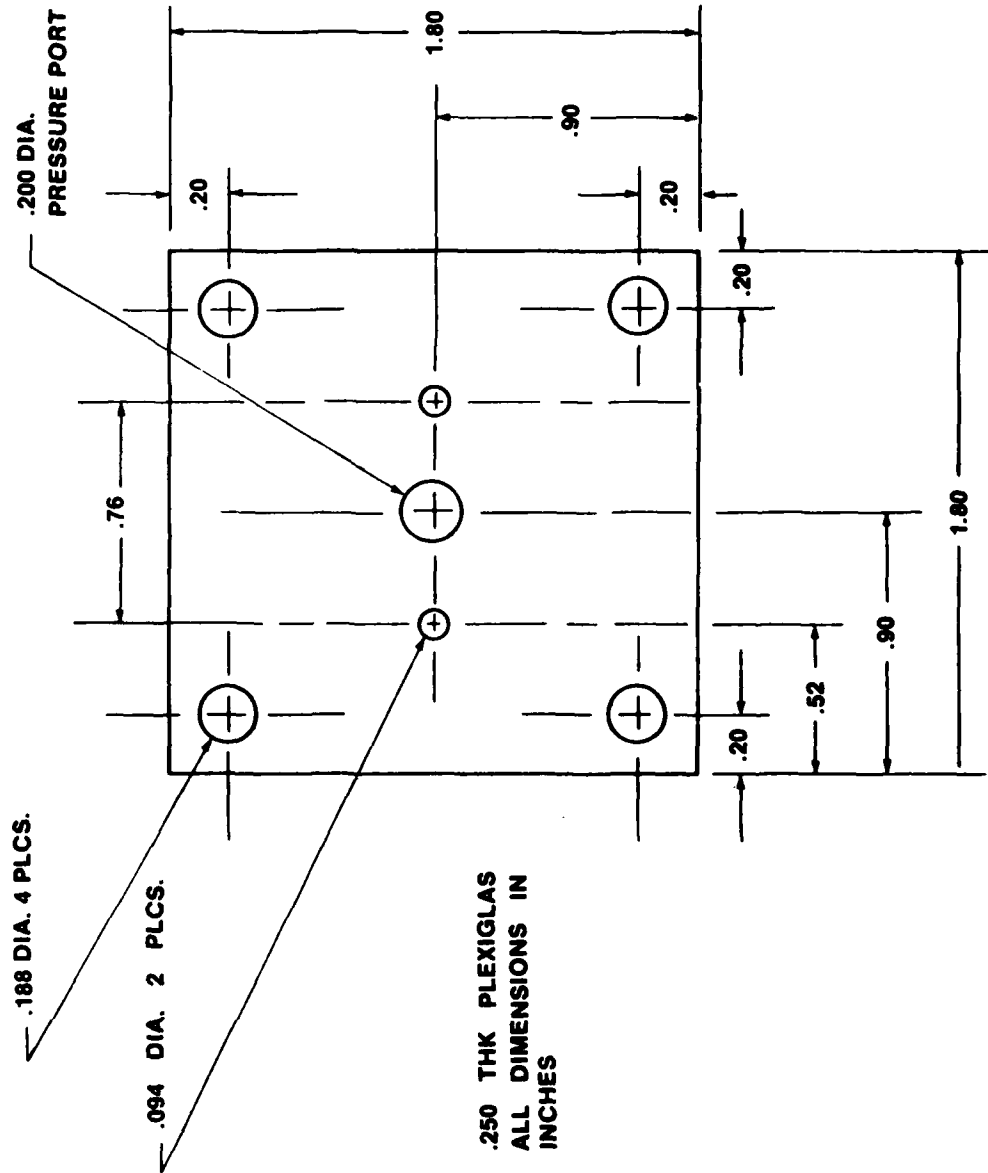 .188 DIA. 4 PLCS.
.200 DIA.
PRESSURE PORT
.76
.094 DIA. 2 PLCS.
.20
1.80
.250 THK PLEXIGLAS
ALL DIMENSIONS IN
INCHES
.90
.20
.20
.20
.52
.90
1.80